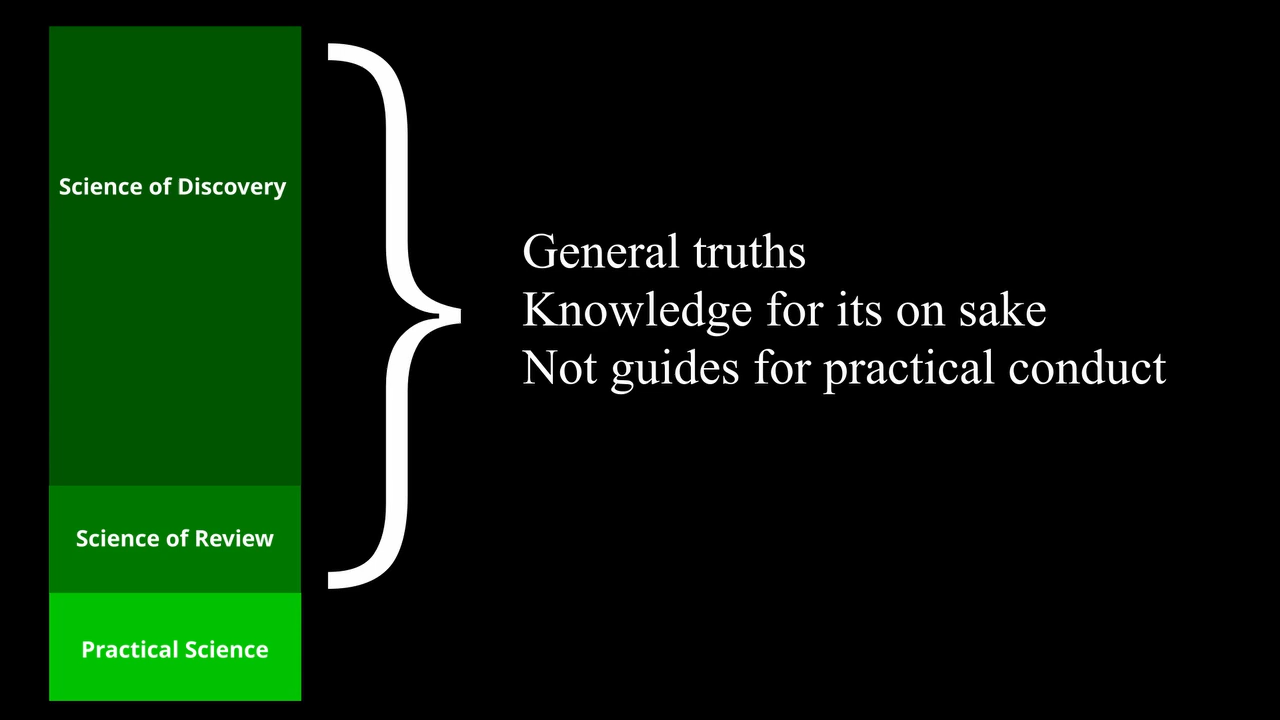 Science of Discovery
General truths
Knowledge for its on sake
Not guides for practical conduct
Science of Review
Practical Science